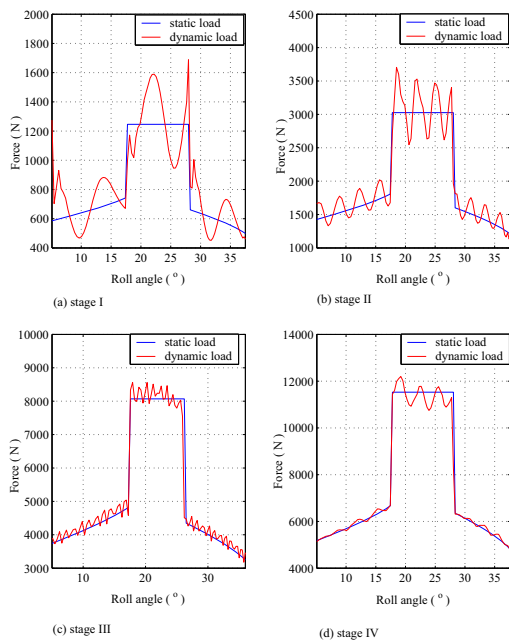 2000
1800
1600
1400
1200
1000
800
600
400
Force ( N )
static load
dynamic load
10 15 20 25 30 35
Roll angle ( ° )
(a) stage I
4500
4000
3500
3000
2500
2000
1500
1000
Force ( N )
static load
dynamic load
10 15 20 25 30 35
Roll angle ( ° )
(b) stage II
10000
9000
8000
7000
6000
5000
4000
3000
Force ( N )
static load
dynamic load
10 20 30
Roll angle ( ° )
(c) stage III
14000
12000
10000
8000
6000
4000
Force ( N )
static load
dynamic load
10 15 20 25 30 35
Roll angle ( ° )
(d) stage IV